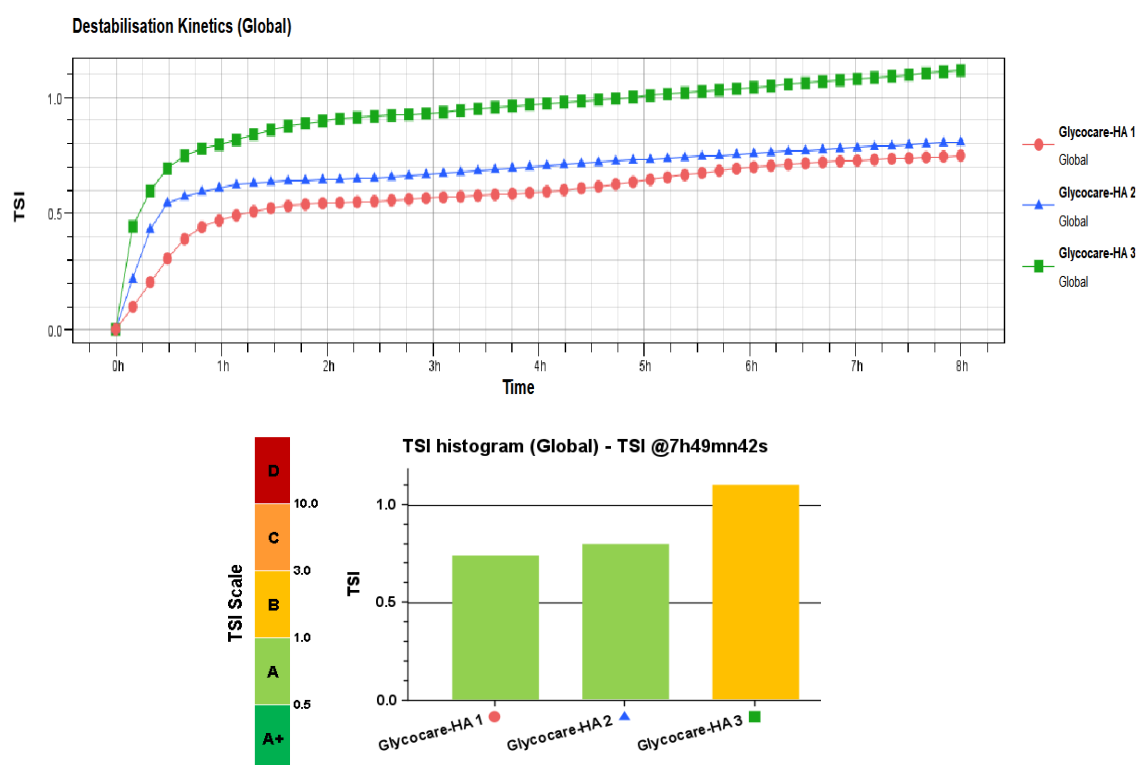 Destabilisation Kinetics (Global)
1.0
0.5
0.0
TSI
0h 1h 2h 3h 4h 5h 6h 7h 8h
Time
Glycocare-HA 1
Global
Glycocare-HA 2
Global
Glycocare-HA 3
Global
TSI histogram (Global) - TSI @7h49mn42s
TSI Scale
D
10.0
C
3.0
B
1.0
A
0.5
A+
TSI
1.0
0.5
0.0
Glycocare-HA 1
Glycocare-HA 2
Glycocare-HA 3